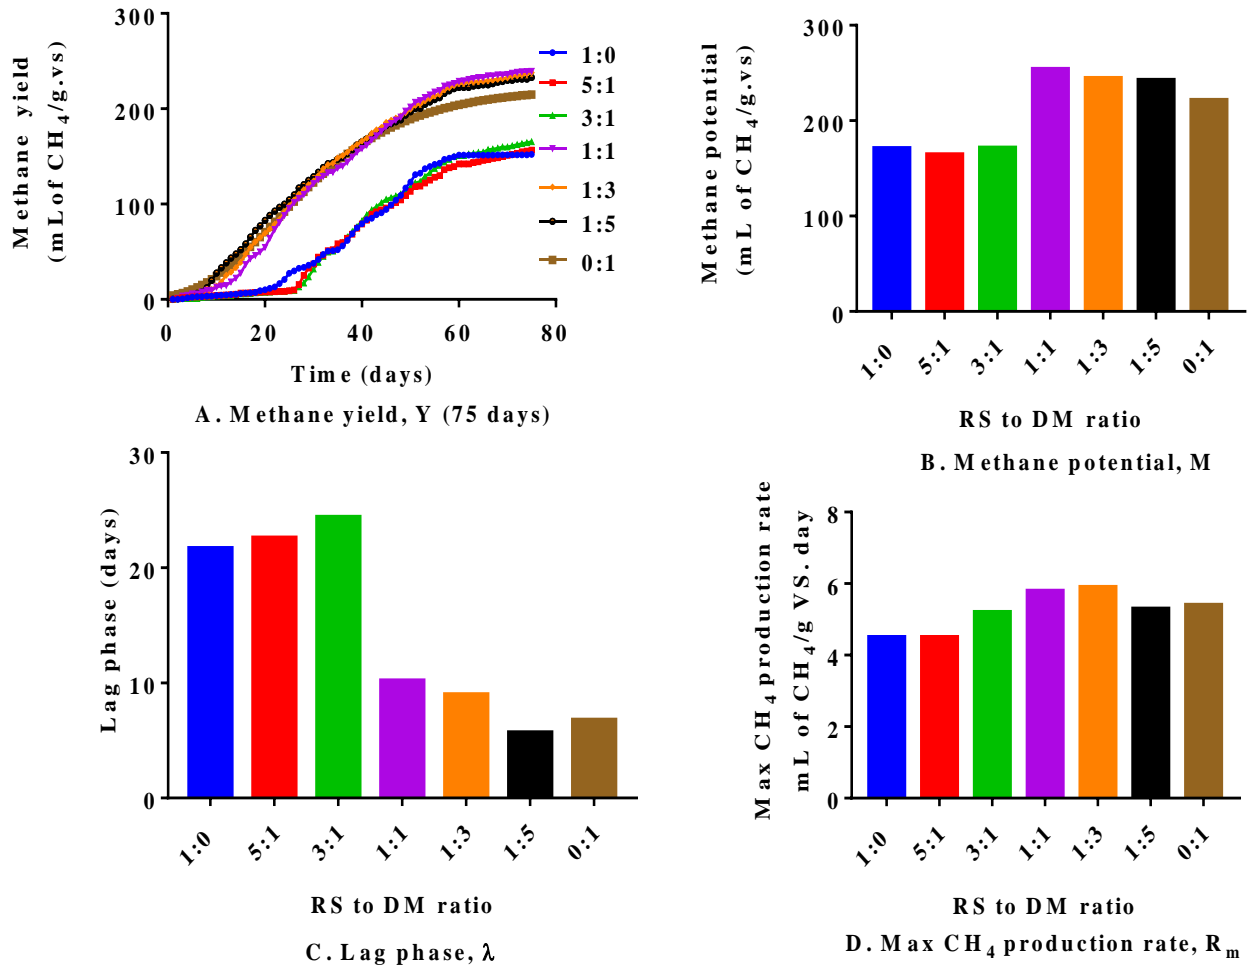 Methane yield
(mLof CH4/g.vs)
300
200
100
0
0 20 40 60 80
Time (days)
1:0
5:1
3:1
1:1
1:3
1:5
0:1
A. Methane yield, Y (75 days)
Methane potential
(mL of CH4/g.vs)
300
200
100
0
1:0 5:1 3:1 1:1 1:3 1:5 0:1
RS to DM ratio
B. Methane potential, M
Lag phase (days)
30
20
10
0
1:0 5:1 3:1 1:1 1:3 1:5 0:1
RS to DM ratio
C. Lag phase, λ
Max CH4 production rate
mL of CH4/g VS. day
8
6
4
2
0
1:0 5:1 3:1 1:1 1:3 1:5 0:1
RS to DM ratio
D. Max CH4 production rate, Rm